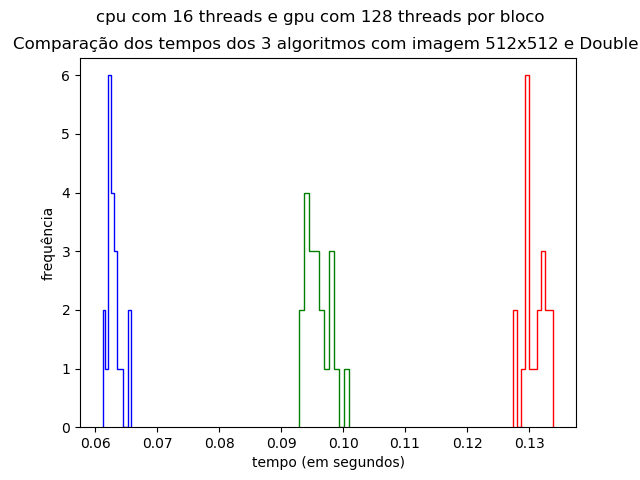 cpu com 16 threads e gpu com 128 threads por bloco
Comparação dos tempos dos 3 algoritmos com imagem 512x512 e Double
6
5
4
3
2
1
0
frequência
0.06 0.07 0.08 0.09 0.10 0.11 0.12 0.13
tempo (em segundos)